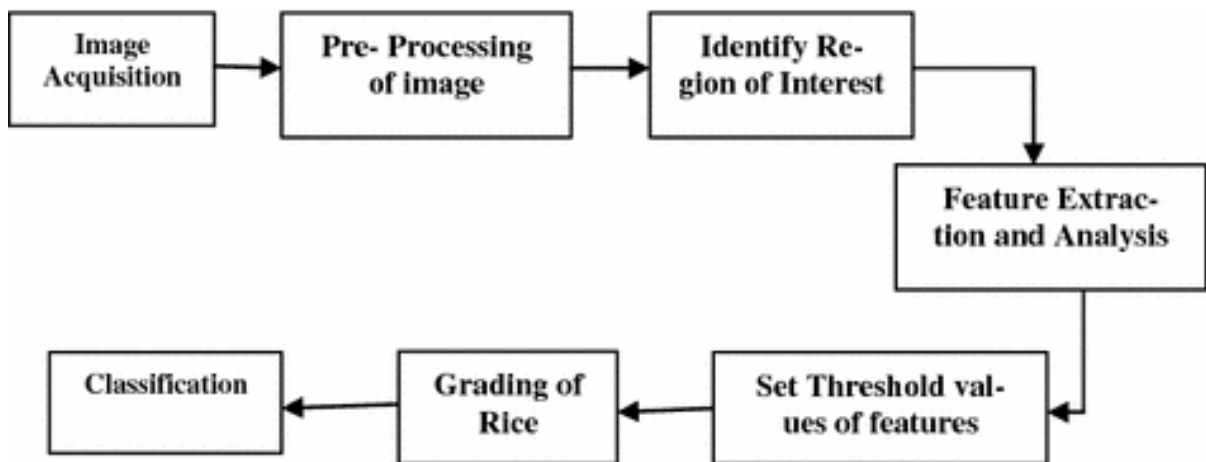 Image
Acquisition
Pre- Processing
of image
Identify Re-
gion of Interest
Feature Extrac-
tion and Analysis
Set Threshold val-
ues of features
Grading of
Rice
Classification